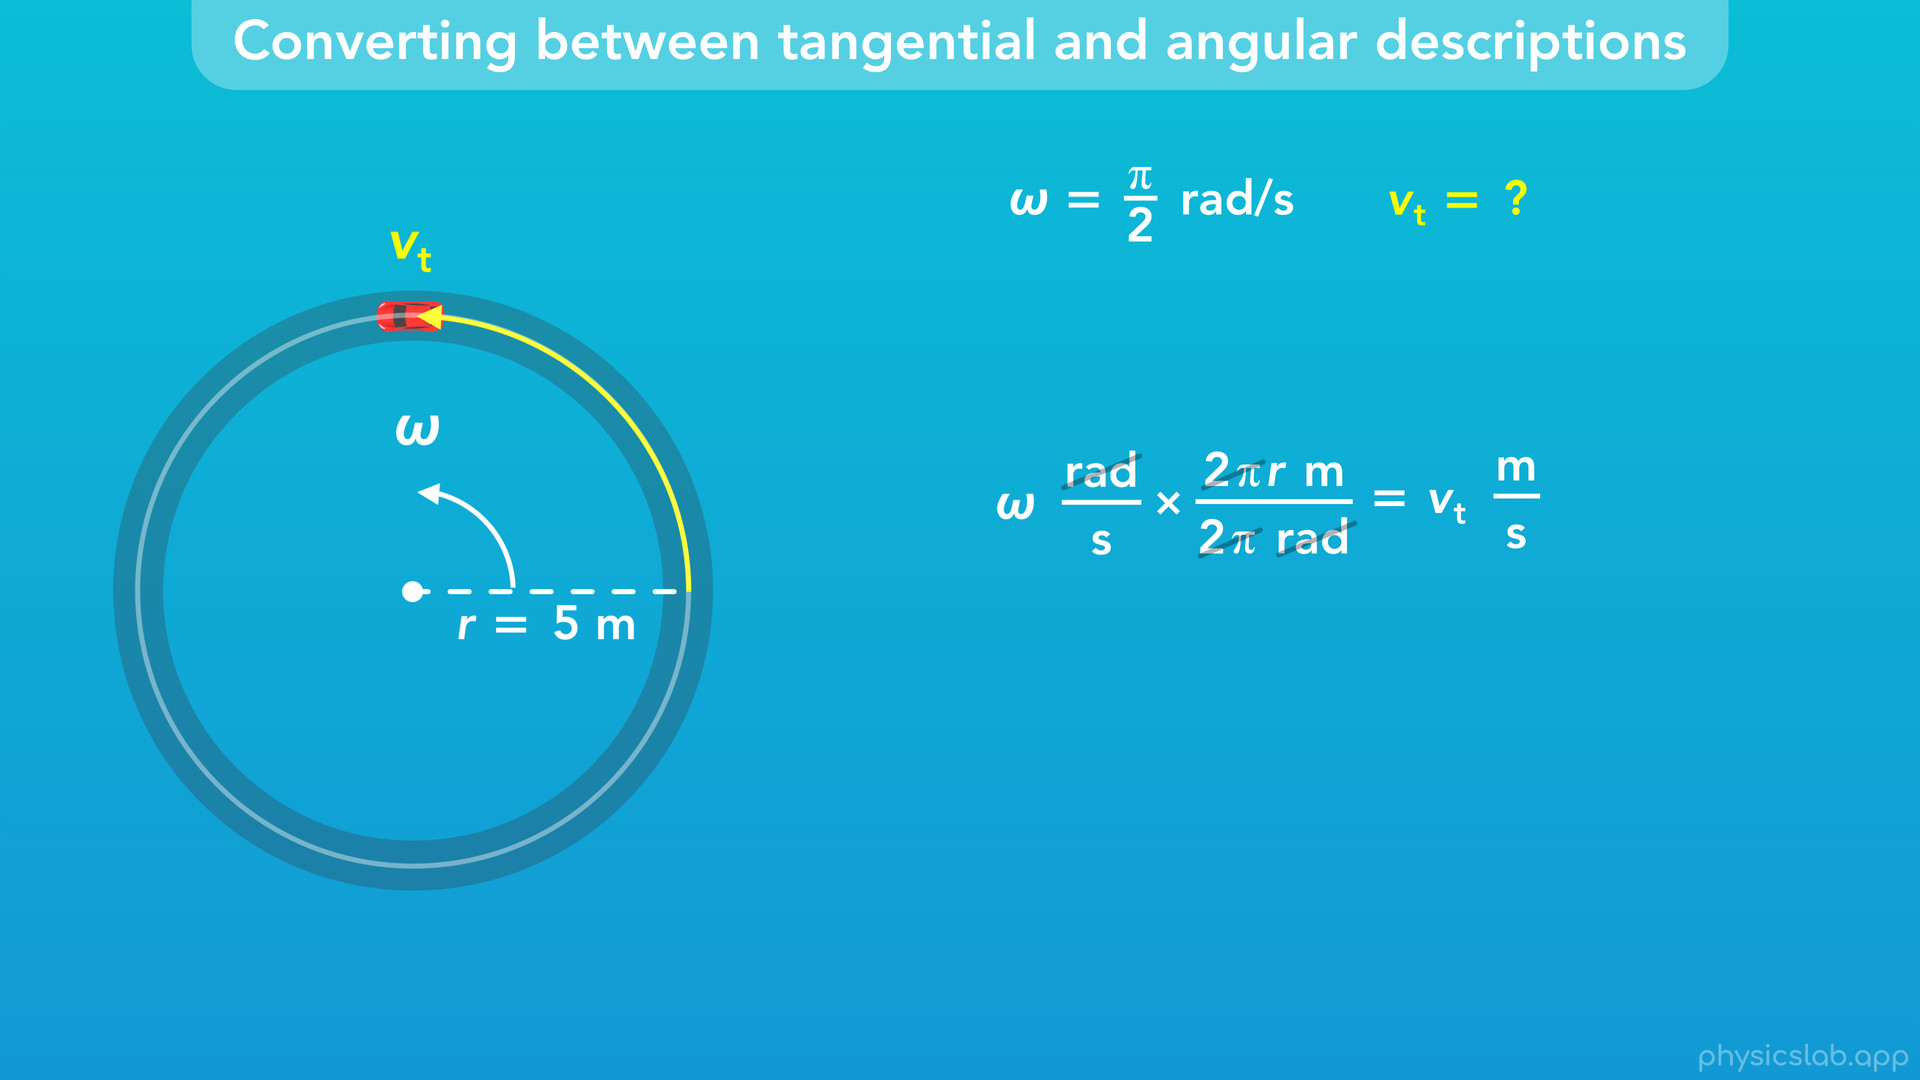 Converting between tangential and angular descriptions
ω = π/2 rad/s vₜ = ?
vₜ
ω
r = 5 m
ω rad/s × 2πr m/2π rad = vₜ m/s
physicslab.app